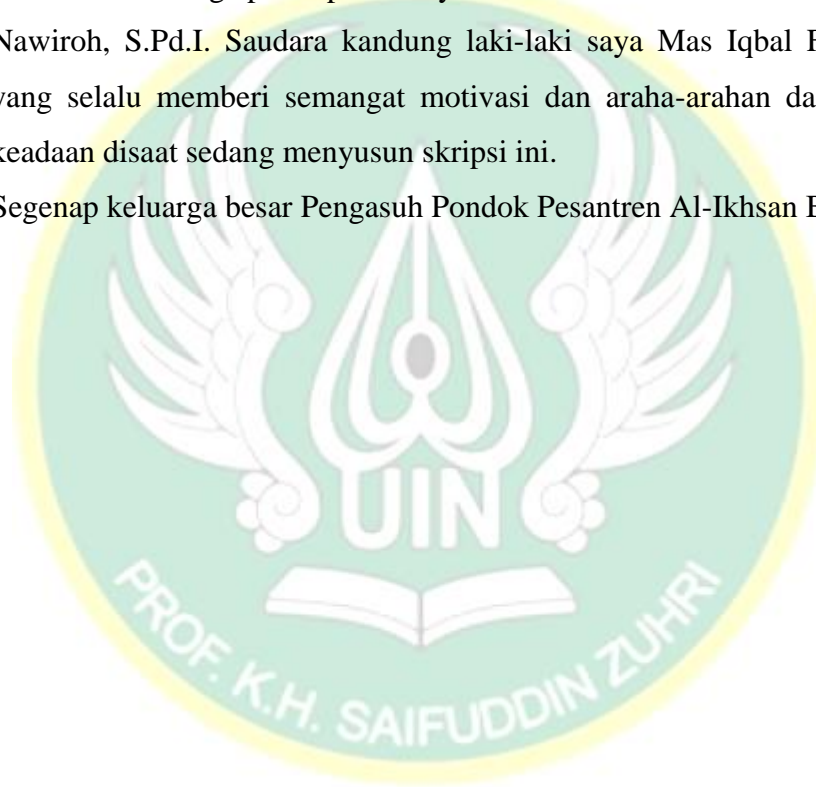 Nawiroh, S.Pd.I. Saudara kandung laki-laki saya Mas Iqbal
yang selalu memberi semangat motivasi dan araha-arahan
keadaan disaat sedang menyusun skripsi ini.
Segenap keluarga besar Pengasuh Pondok Pesantren Al-Ikhsan
UIN
PROF. K.H. SAIFUDDIN ZUHRI